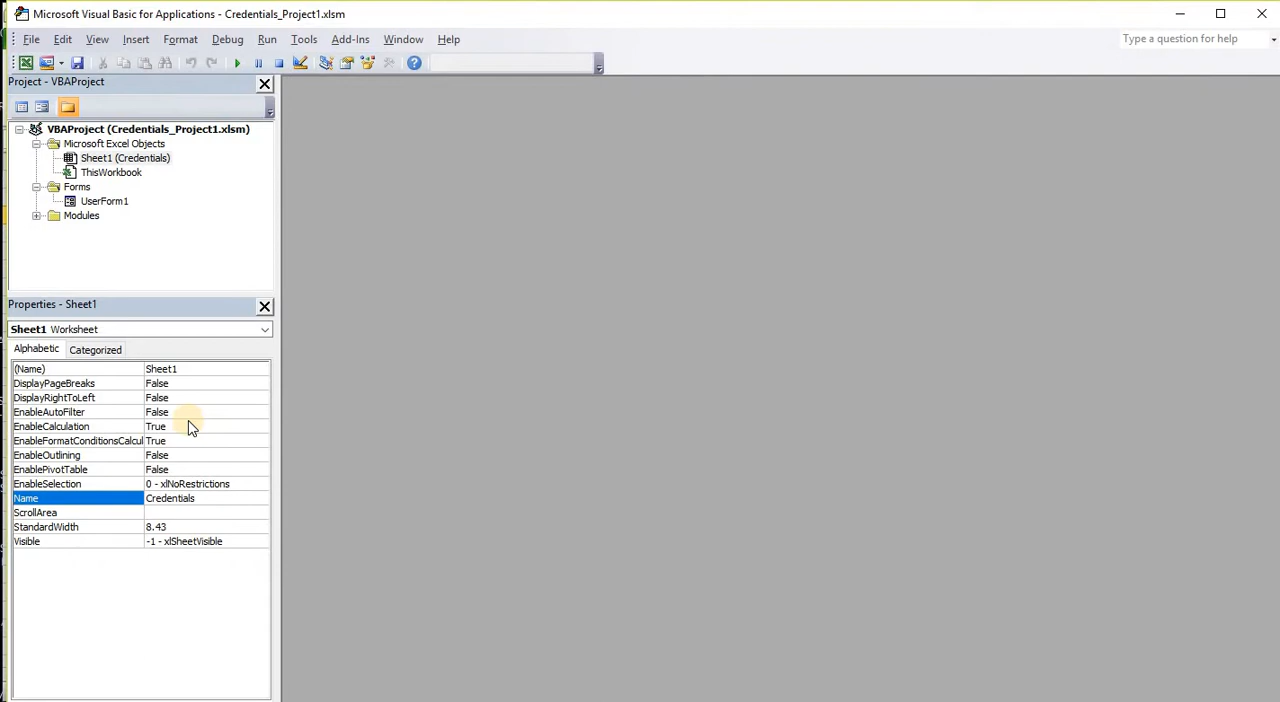 Microsoft Visual Basic for Applications - Credentials_Project1.xlsm
File Edit View Insert Format Debug Run Tools Add-Ins Window Help
Type a question for help
Project - VBAProject
VBAProject (Credentials_Project1.xlsm)
Microsoft Excel Objects
Sheet1 (Credentials)
ThisWorkbook
Forms
UserForm1
Modules
Properties - Sheet1
Sheet1 Worksheet
Alphabetic Categorized
(Name) Sheet1
DisplayPageBreaks False
DisplayRightToLeft False
EnableAutoFilter False
EnableCalculation True
EnableFormatConditionsCalcul True
EnableOutlining False
EnablePivotTable False
EnableSelection 0 - xlNoRestrictions
Name Credentials
ScrollArea
StandardWidth 8.43
Visible -1 - xlSheetVisible